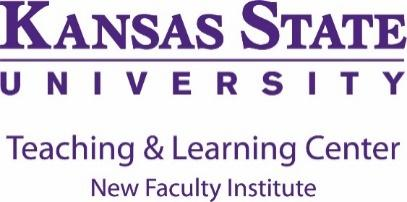 KANSAS STATE
UNIVERSITY
Teaching & Learning Center
New Faculty Institute